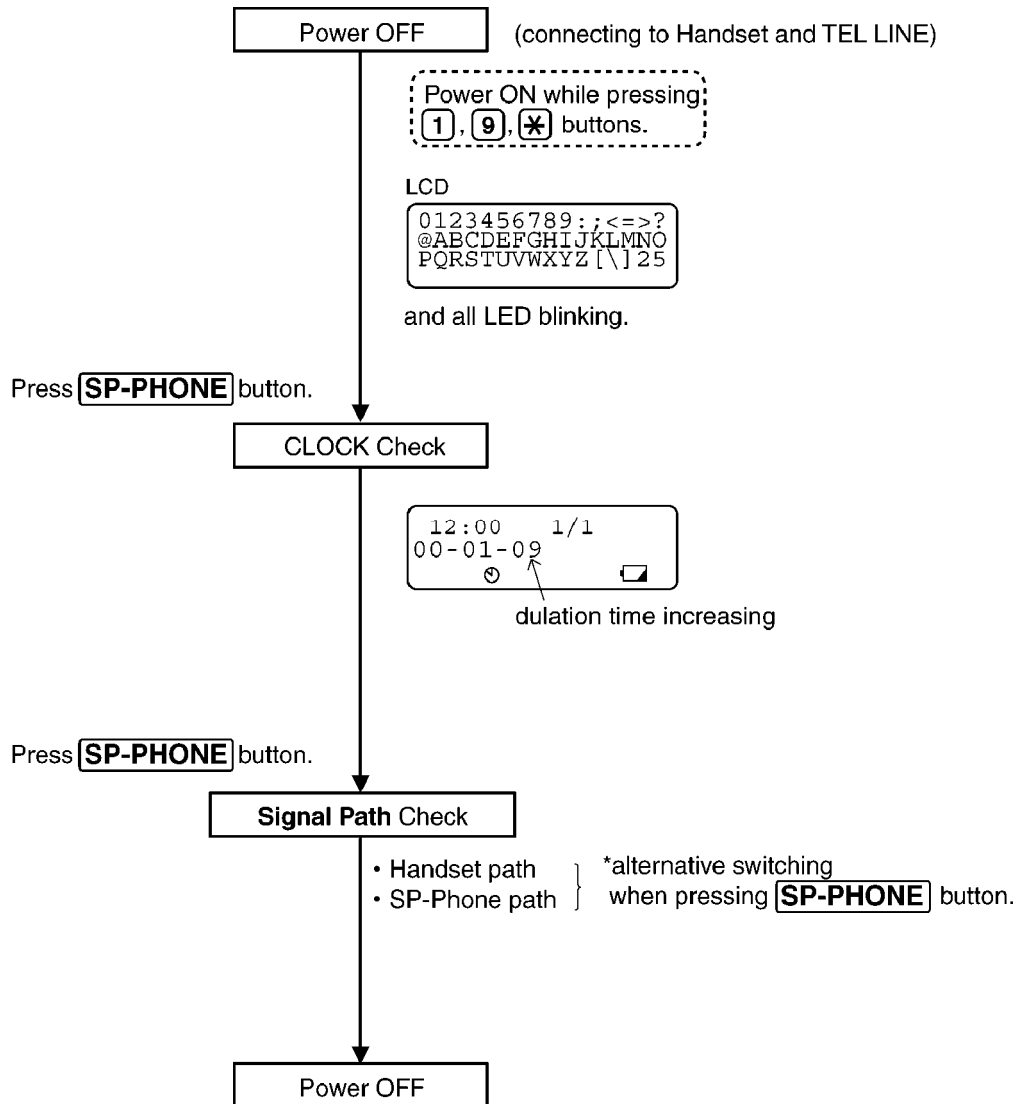 Power OFF (connecting to Handset and TEL LINE)
Power ON while pressing
1, 9, * buttons.
LCD
0123456789:;<=>?
@ABCDEFGHIJKLMNO
PQRSTUVWXYZ[\]25
and all LED blinking.
Press SP-PHONE button.
CLOCK Check
12:00 1/1
00-01-09
dulation time increasing
Press SP-PHONE button.
Signal Path Check
• Handset path
• SP-Phone path
*alternative switching
when pressing SP-PHONE button.
Power OFF